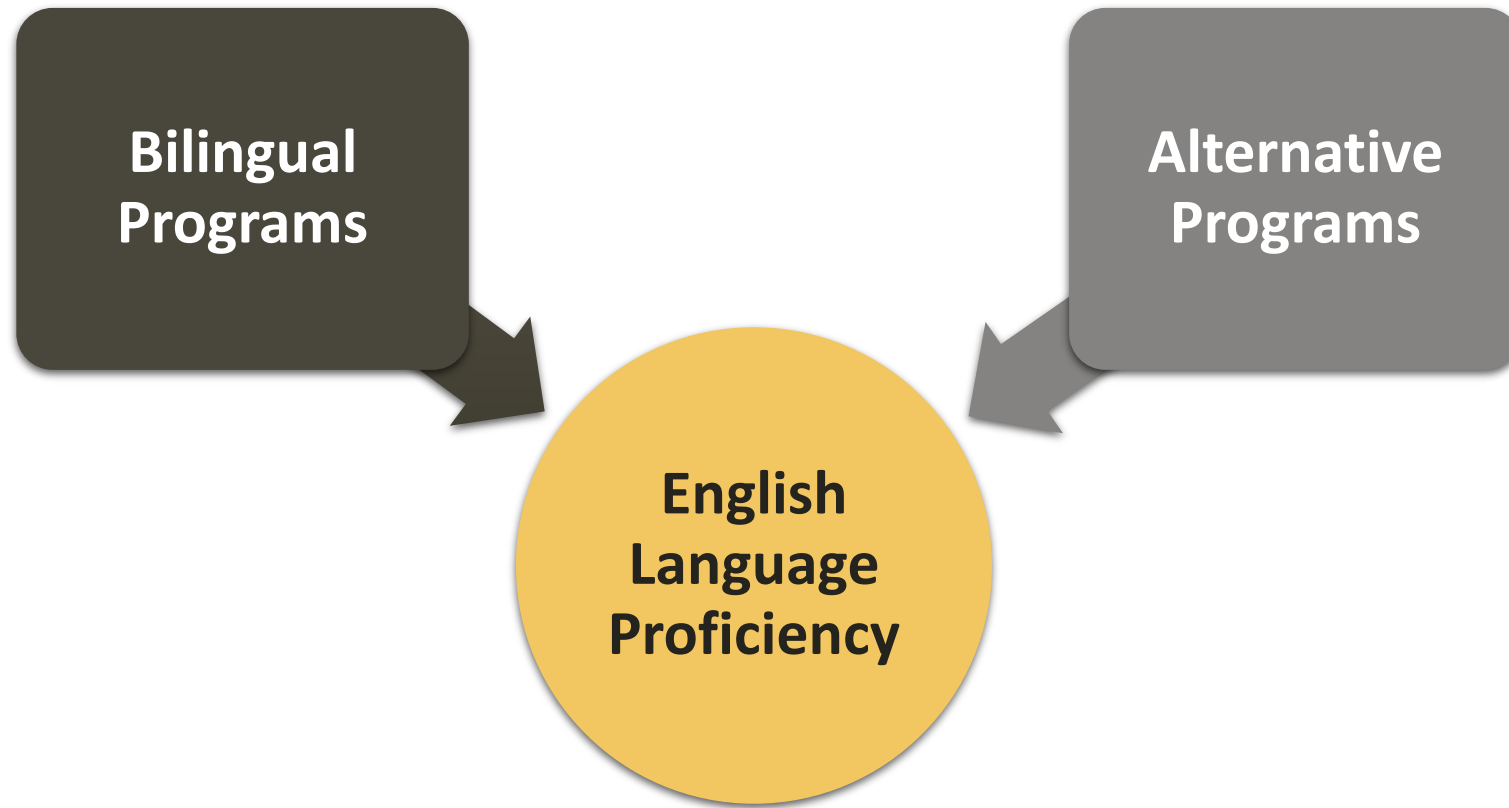 Bilingual
Programs
Alternative
Programs
English
Language
Proficiency